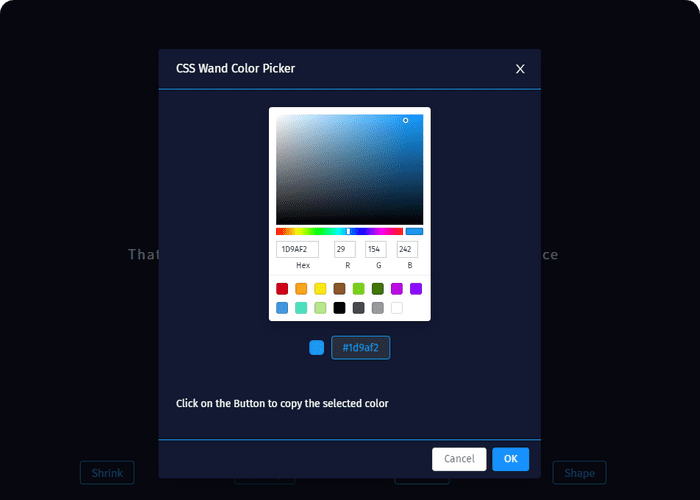 CSS Wand Color Picker
X
That
ce
1D9AF2 29 154 242
Hex R G B
#1d9af2
Click on the Button to copy the selected color
Cancel OK
Shrink Shape